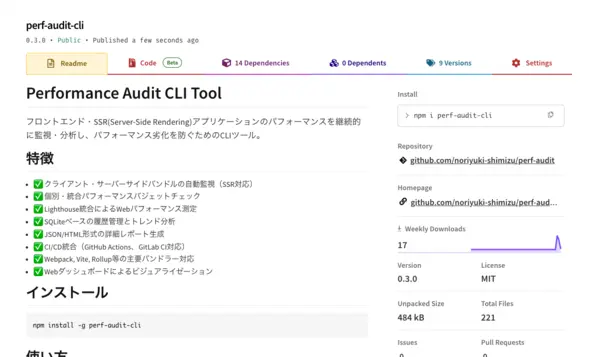 perf-audit-cli
0.3.0 • Public • Published a few seconds ago
Readme
Code Beta
14 Dependencies
0 Dependents
9 Versions
Settings
Performance Audit CLI Tool
フロントエンド・SSR(Server-Side Rendering)アプリケーションのパフォーマンスを継続的
に監視・分析し、パフォーマンス劣化を防ぐためのCLIツール。
特徴
✅ クライアント・サーバーサイドバンドルの自動監視（SSR対応）
✅ 個別・統合パフォーマンスバジェットチェック
✅ Lighthouse統合によるWebパフォーマンス測定
✅ SQLiteベースの履歴管理とトレンド分析
✅ JSON/HTML形式の詳細レポート生成
✅ CI/CD統合（GitHub Actions、GitLab CI対応）
✅ Webpack, Vite, Rollup等の主要バンドラー対応
✅ Webダッシュボードによるビジュアライゼーション
インストール
npm install -g perf-audit-cli
使い方
Install
> npm i perf-audit-cli
Repository
github.com/noriyuki-shimizu/perf-audit
Homepage
github.com/noriyuki-shimizu/perf-aud...
Weekly Downloads
17
Version
0.3.0
License
MIT
Unpacked Size
484 kB
Total Files
221
Issues
Pull Requests